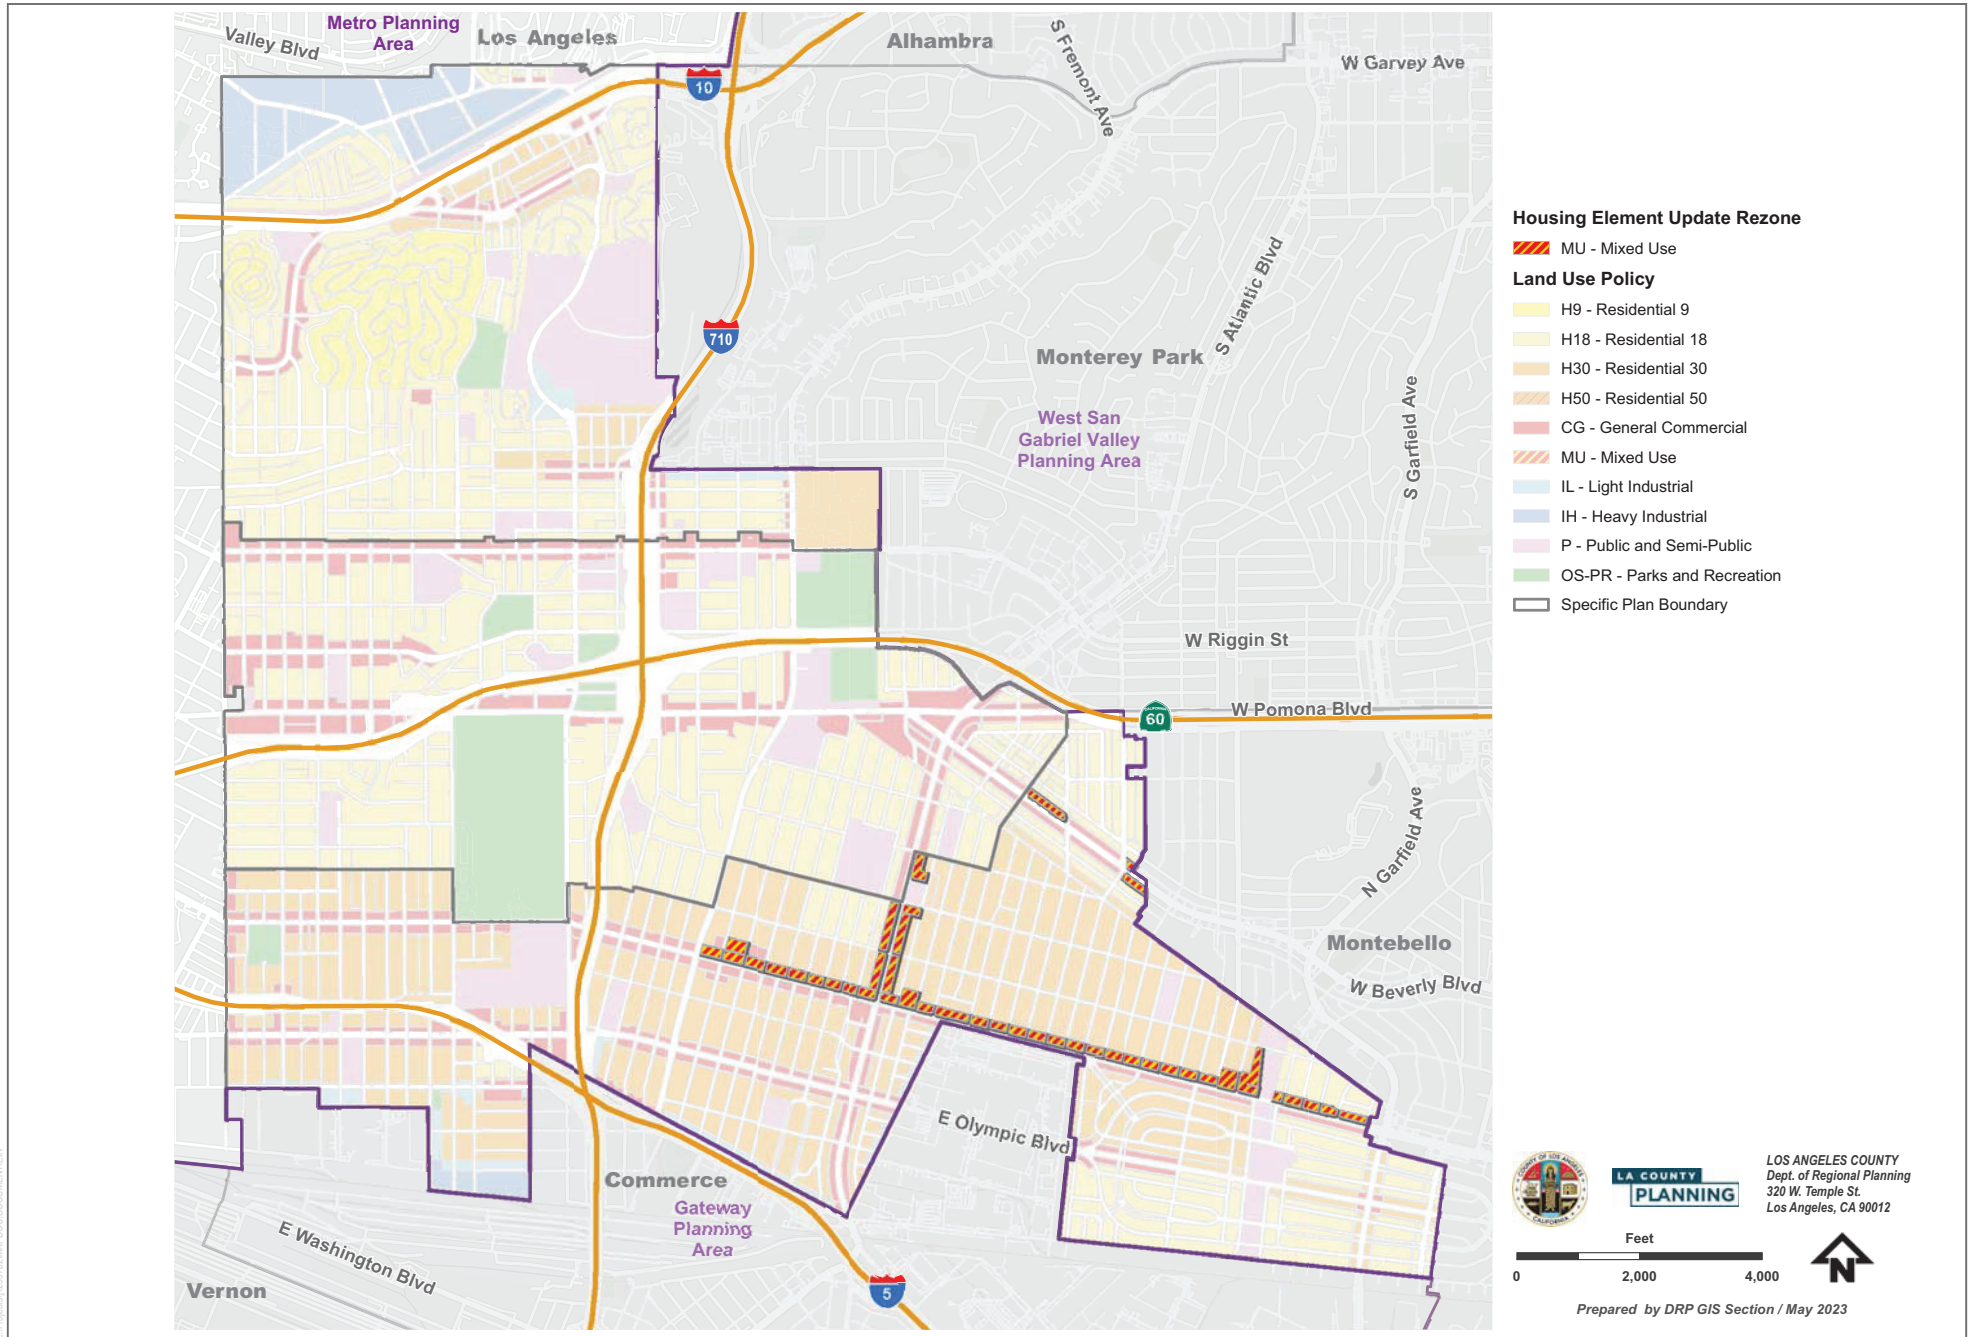 Metro Planning
Area
Los Angeles
Valley Blvd
Alhambra
S Fremont Ave
W Garvey Ave
10
710
Monterey Park
S Atlantic Blvd
West San
Gabriel Valley
Planning Area
S Garfield Ave
W Riggin St
W Pomona Blvd
CALIFORNIA
60
N Garfield Ave
Montebello
W Beverly Blvd
E Olympic Blvd
Commerce
Gateway
Planning
Area
E Washington Blvd
Vernon
5
Housing Element Update Rezone
MU - Mixed Use
Land Use Policy
H9 - Residential 9
H18 - Residential 18
H30 - Residential 30
H50 - Residential 50
CG - General Commercial
MU - Mixed Use
IL - Light Industrial
IH - Heavy Industrial
P - Public and Semi-Public
OS-PR - Parks and Recreation
Specific Plan Boundary
COUNTY OF LOS ANGELES
CALIFORNIA
LA COUNTY
PLANNING
LOS ANGELES COUNTY
Dept. of Regional Planning
320 W. Temple St.
Los Angeles, CA 90012
Feet
0 2,000 4,000
N
Prepared by DRP GIS Section / May 2023